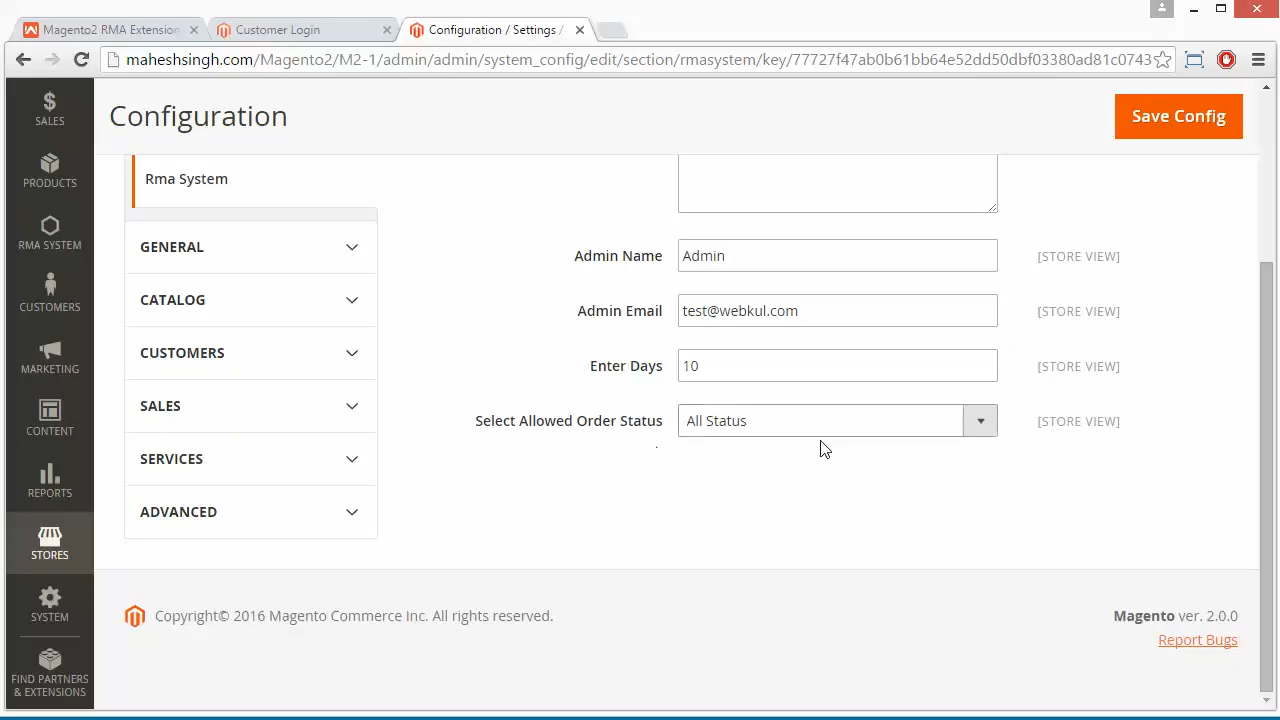 Magento2 RMA Extension
Customer Login
Configuration / Settings /
maheshsingh.com/Magento2/M2-1/admin/admin/system_config/edit/section/rmasystem/key/77727f47ab0b61bb64e52dd50dbf03380ad81c0743
Configuration
Save Config
SALES
PRODUCTS
RMA SYSTEM
CUSTOMERS
MARKETING
CONTENT
REPORTS
STORES
SYSTEM
FIND PARTNERS
& EXTENSIONS
Rma System
GENERAL
CATALOG
CUSTOMERS
SALES
SERVICES
ADVANCED
Admin Name Admin [STORE VIEW]
Admin Email test@webkul.com [STORE VIEW]
Enter Days 10 [STORE VIEW]
Select Allowed Order Status All Status [STORE VIEW]
.
Copyright© 2016 Magento Commerce Inc. All rights reserved.
Magento ver. 2.0.0
Report Bugs